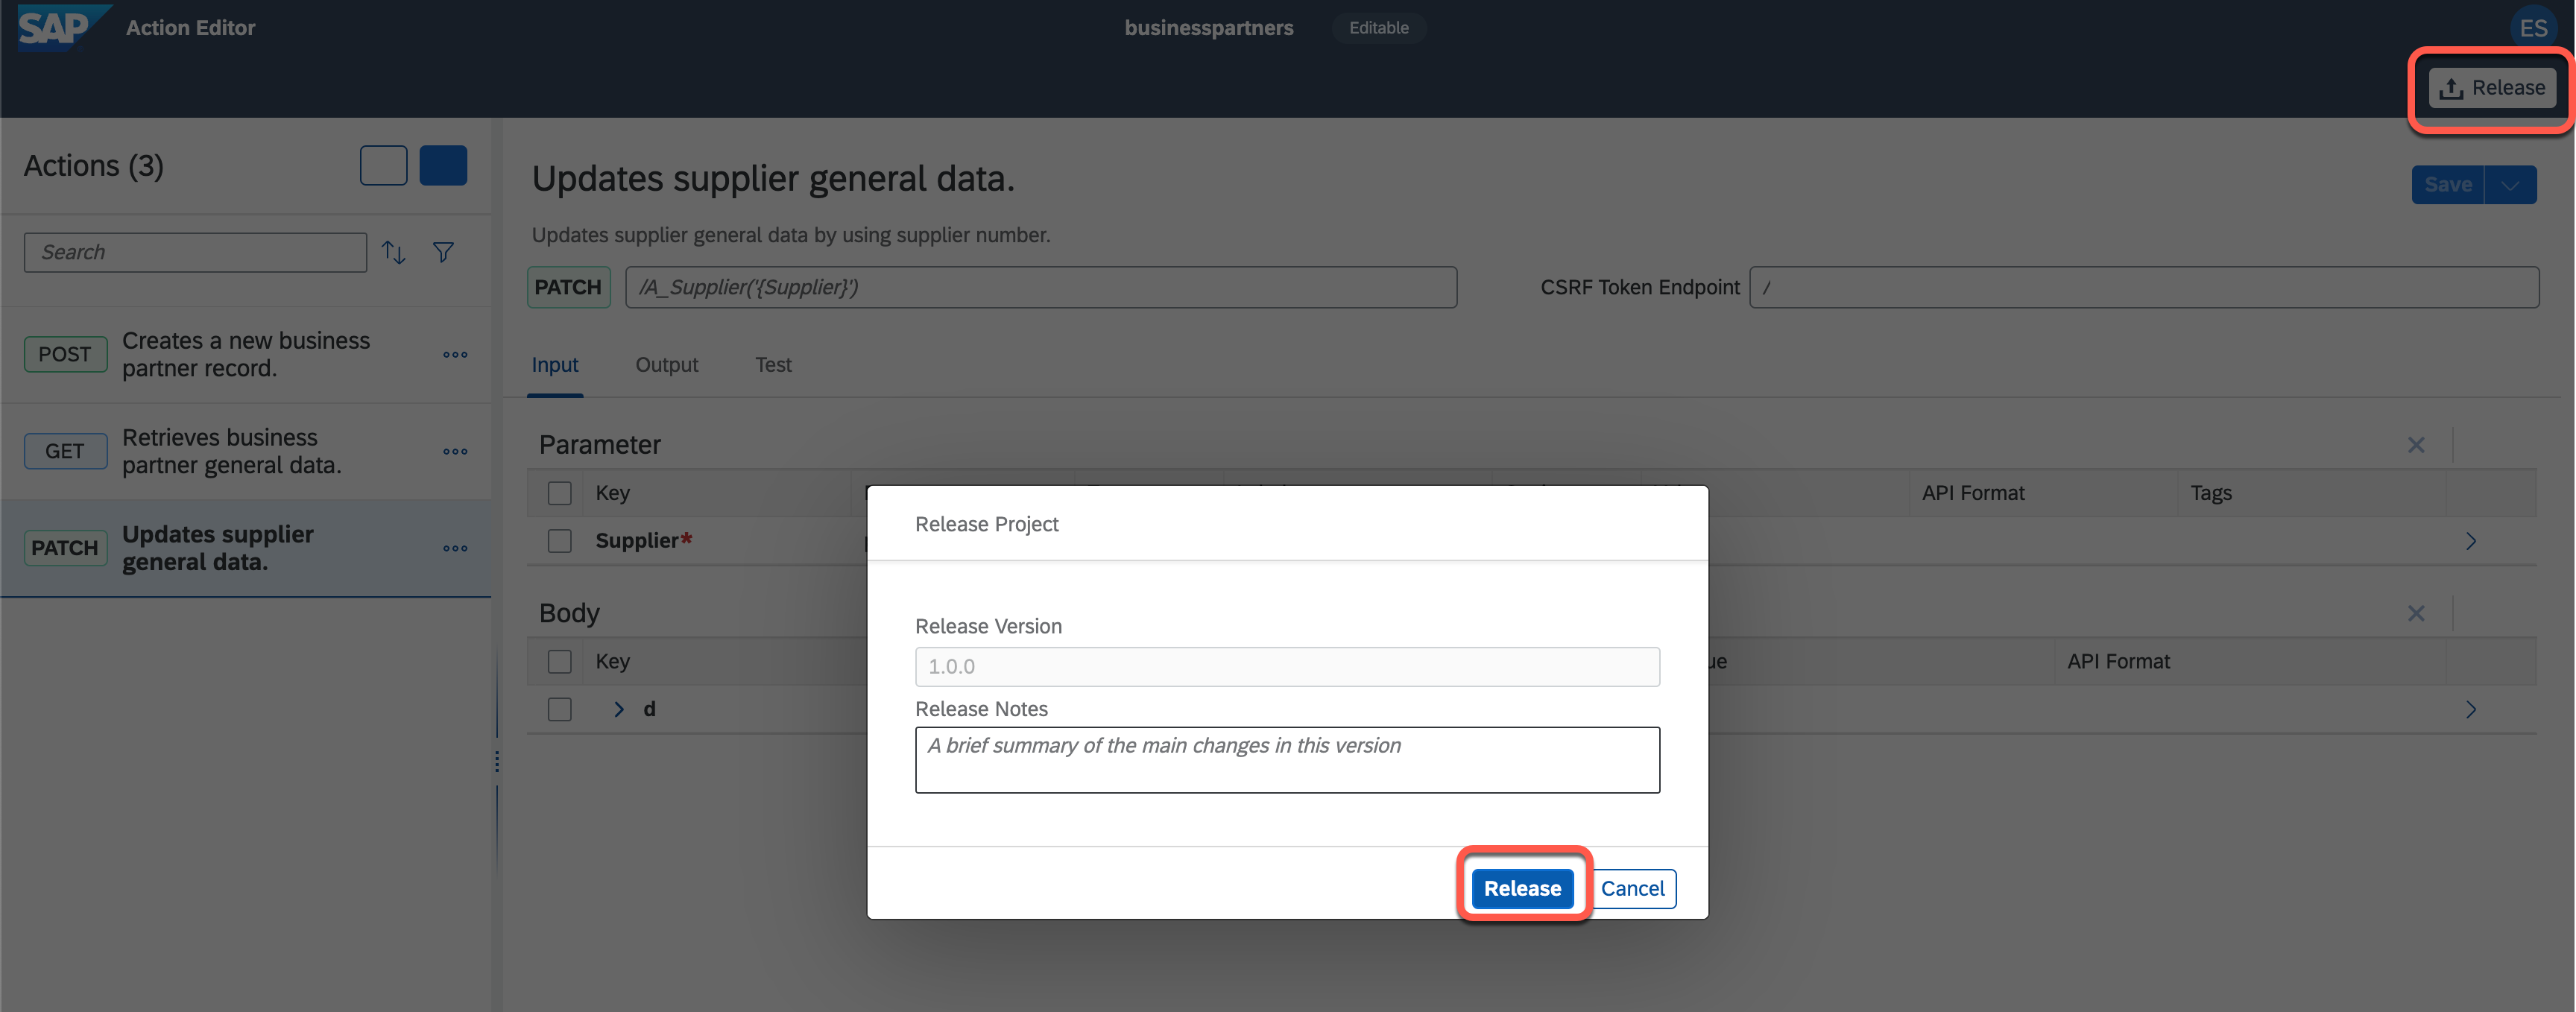 SAP Action Editor businesspartners Editable ES
Release
Actions (3)
Search
POST Creates a new business
partner record.
GET Retrieves business
partner general data.
PATCH Updates supplier
general data.
Updates supplier general data.
Save
Updates supplier general data by using supplier number.
PATCH /A_Supplier('{Supplier}') CSRF Token Endpoint /
Input Output Test
Parameter
Key API Format Tags
Supplier*
Body
Key API Format
d
Release Project
Release Version
1.0.0
Release Notes
A brief summary of the main changes in this version
Release Cancel